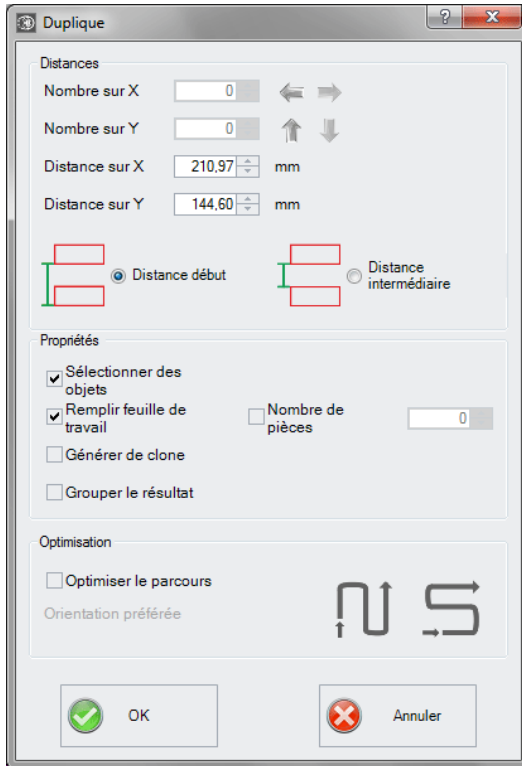 Duplique
Distances
Nombre sur X 0
Nombre sur Y 0
Distance sur X 210,97 mm
Distance sur Y 144,60 mm
Distance début
Distance
intermédiaire
Propriétés
Sélectionner des
objets
Remplir feuille de
travail
Nombre de
pièces
0
Générer de clone
Grouper le résultat
Optimisation
Optimiser le parcours
Orientation préférée
OK
Annuler